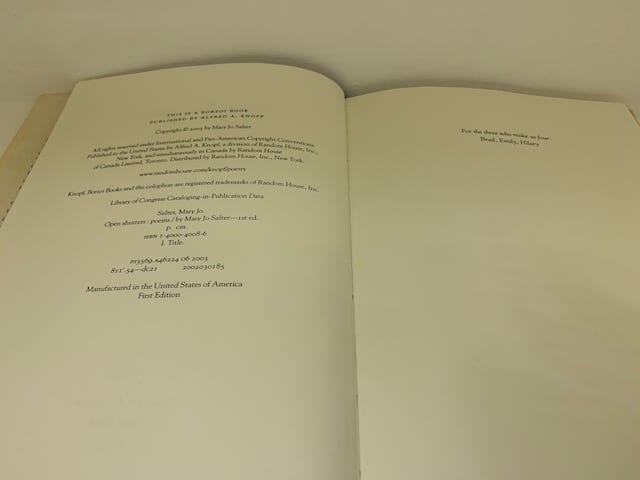 THIS IS A BORZOI BOOK
PUBLISHED BY ALFRED A. KNOPF
Copyright © 2003 by Mary Jo Salter
All rights reserved under International and Pan-American Copyright Conventions.
Published in the United States by Alfred A. Knopf, a division of Random House, Inc.,
New York, and simultaneously in Canada by Random House
of Canada Limited, Toronto. Distributed by Random House, Inc., New York.
www.randomhouse.com/knopf/poetry
Knopf, Borzoi Books and the colophon are registered trademarks of Random House, Inc.
Library of Congress Cataloging-in-Publication Data
Salter, Mary Jo.
Open shutters : poems / by Mary Jo Salter—1st ed.
p. cm.
ISBN 1-4000-4008-6
I. Title.
PS3569.A46224 O6 2003
811'.54—dc21 2002030185
Manufactured in the United States of America
First Edition
For the three who make us four:
Brad, Emily, Hilary